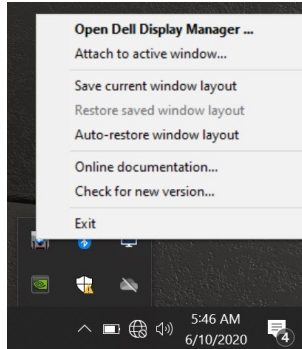 Open Dell Display Manager ...
Attach to active window...
Save current window layout
Restore saved window layout
Auto-restore window layout
Online documentation...
Check for new version...
Exit
5:46 AM
6/10/2020
4